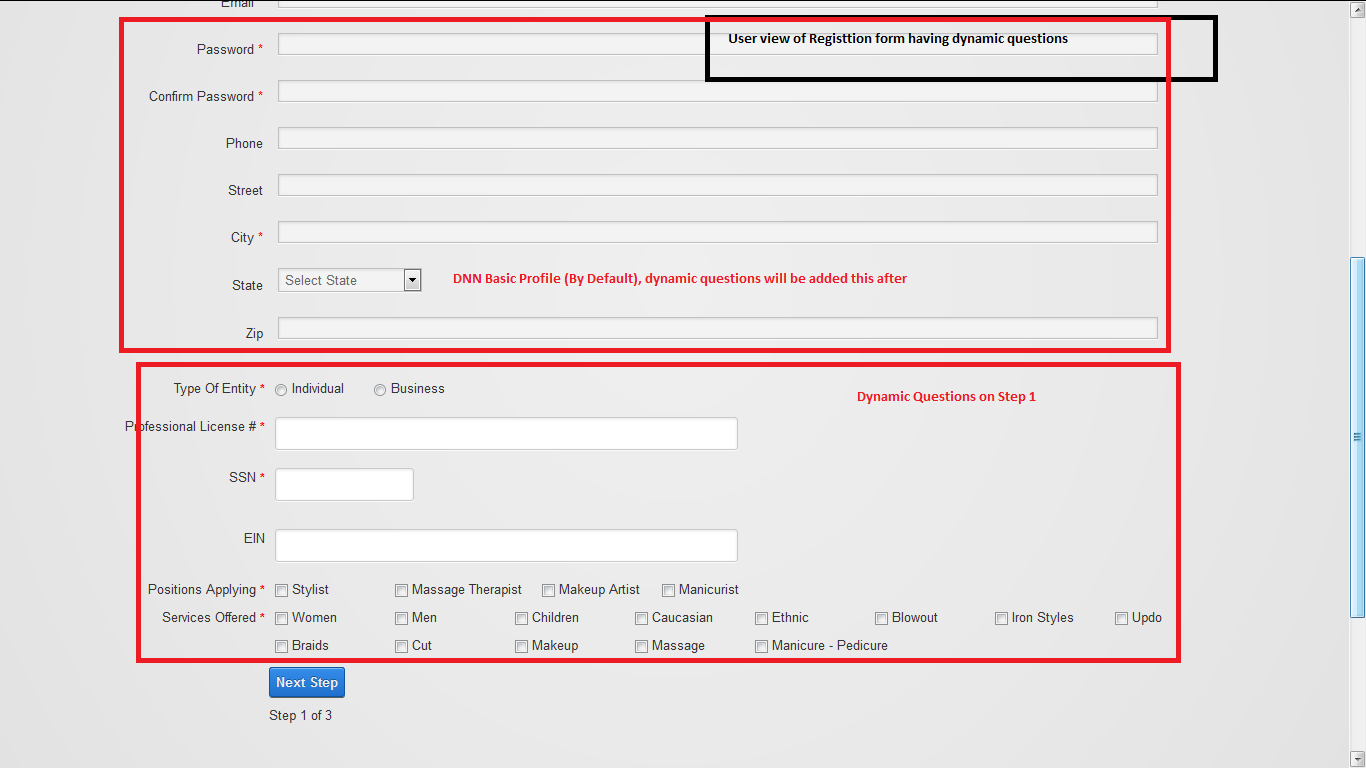 Email
User view of Registtion form having dynamic questions
Password *
Confirm Password *
Phone
Street
City *
State Select State DNN Basic Profile (By Default), dynamic questions will be added this after
Zip
Type Of Entity * Individual Business
Dynamic Questions on Step 1
Professional License # *
SSN *
EIN
Positions Applying * Stylist Massage Therapist Makeup Artist Manicurist
Services Offered * Women Men Children Caucasian Ethnic Blowout Iron Styles Updo
Braids Cut Makeup Massage Manicure - Pedicure
Next Step
Step 1 of 3